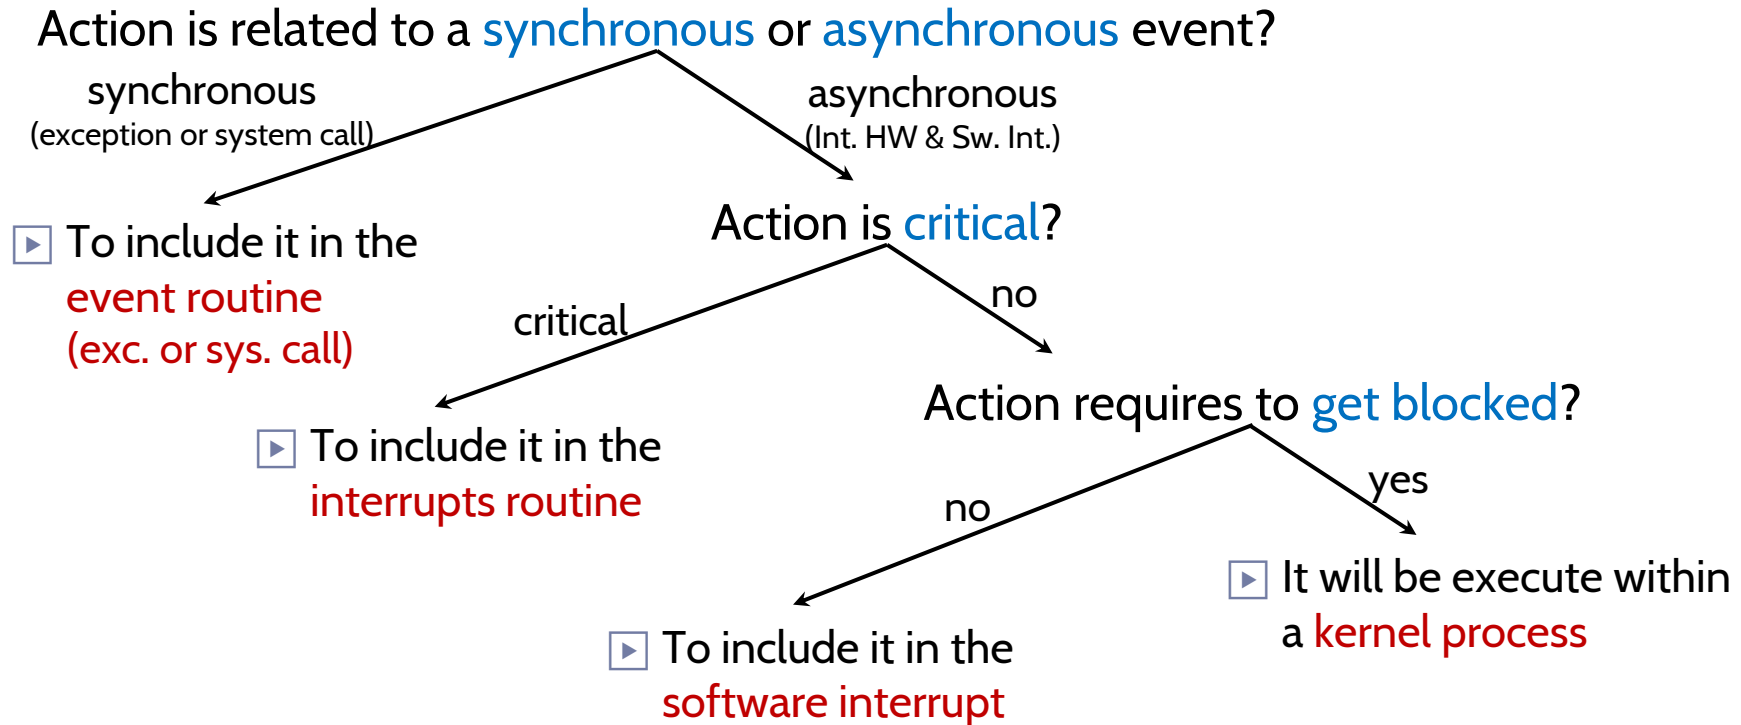 Action is related to a synchronous or asynchronous event?
synchronous
(exception or system call)
asynchronous
(Int. HW & Sw. Int.)
To include it in the
event routine
(exc. or sys. call)
Action is critical?
critical
no
To include it in the
interrupts routine
Action requires to get blocked?
no
yes
To include it in the
software interrupt
It will be execute within
a kernel process